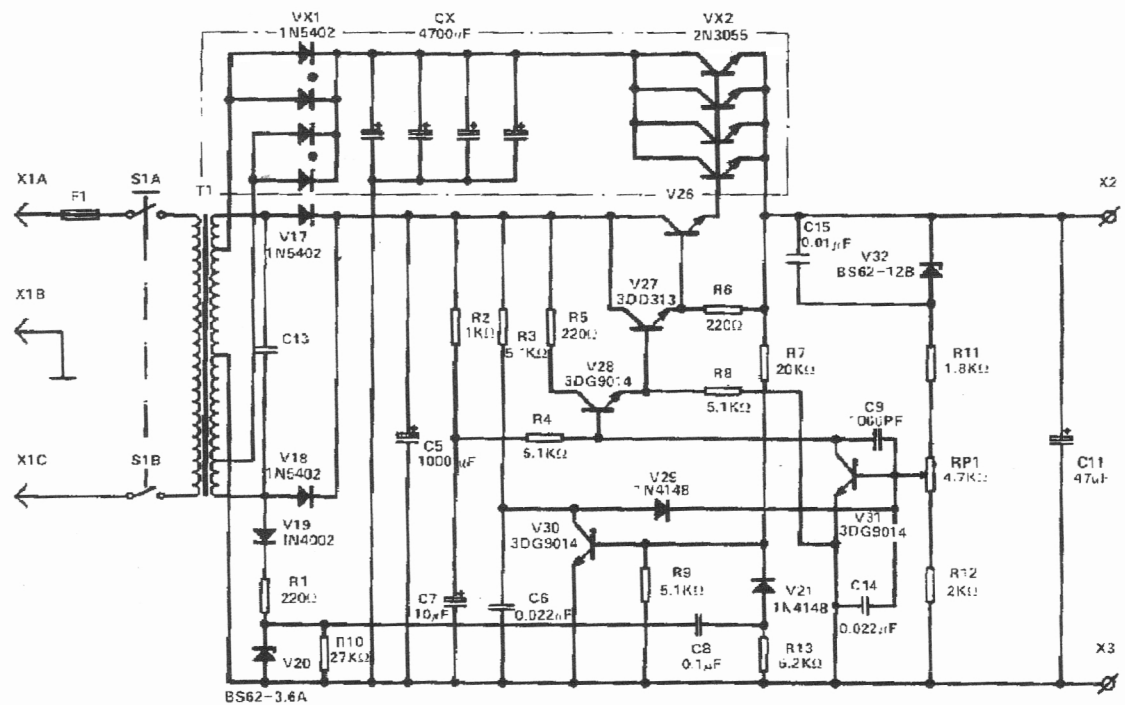 VX1
1N5402
CX
4700µF
VX2
2N3055
X1A
F1
S1A
T1
V26
X2
V17
1N5402
C15
0.01µF
V32
BS62-12B
X1B
V27
3DD313
R6
220Ω
C13
R2
1KΩ
R3
5.1KΩ
R5
220Ω
R7
20KΩ
R11
1.8KΩ
V28
3DG9014
R8
5.1KΩ
C9
1000PF
X1C
S1B
V18
1N5402
C5
1000µF
R4
5.1KΩ
RP1
4.7KΩ
C11
47µF
V19
1N4002
V29
1N4148
V30
3DG9014
V31
3DG9014
R1
220Ω
C7
10µF
C6
0.022µF
R9
5.1KΩ
V21
1N4148
C14
0.022µF
R12
2KΩ
R10
27KΩ
V20
C8
0.1µF
R13
6.2KΩ
X3
BS62-3.6A